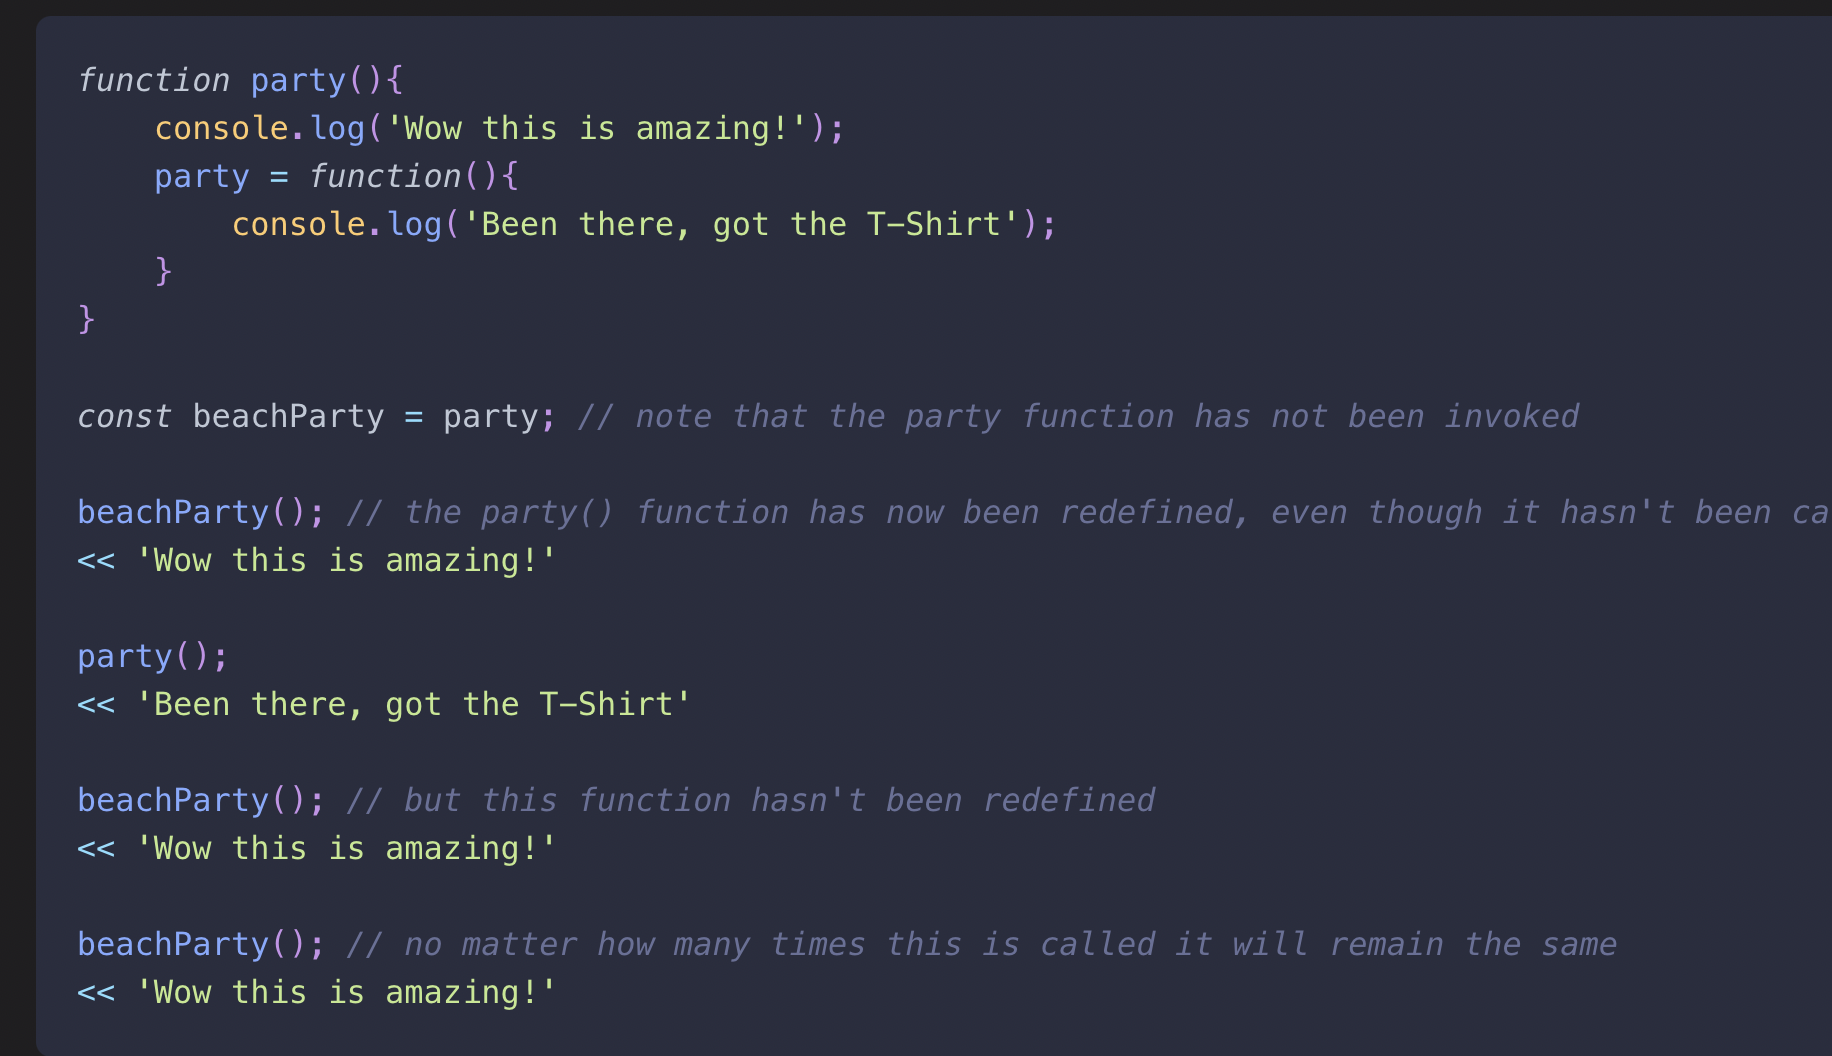 function party(){
    console.log('Wow this is amazing!');
    party = function(){
        console.log('Been there, got the T-Shirt');
    }
}
const beachParty = party; // note that the party function has not been invoked
beachParty(); // the party() function has now been redefined, even though it hasn't been ca
<< 'Wow this is amazing!'
party();
<< 'Been there, got the T-Shirt'
beachParty(); // but this function hasn't been redefined
<< 'Wow this is amazing!'
beachParty(); // no matter how many times this is called it will remain the same
<< 'Wow this is amazing!'